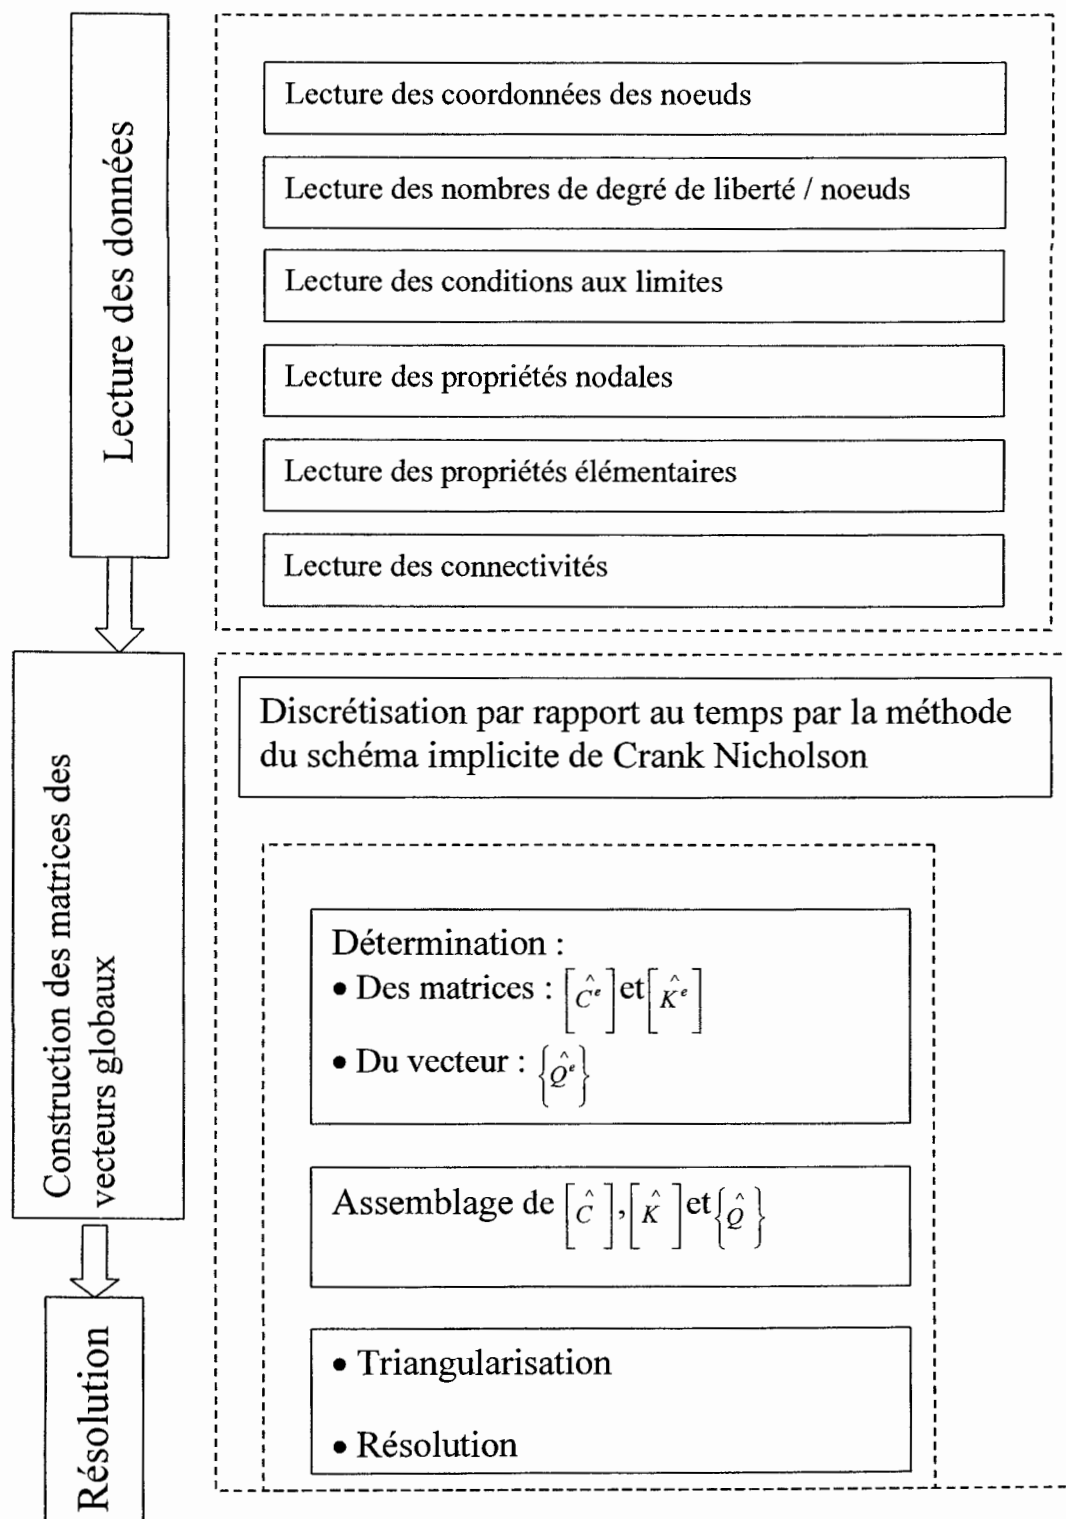 Lecture des données
Lecture des coordonnées des noeuds
Lecture des nombres de degré de liberté / noeuds
Lecture des conditions aux limites
Lecture des propriétés nodales
Lecture des propriétés élémentaires
Lecture des connectivités
Construction des matrices des
vecteurs globaux
Discrétisation par rapport au temps par la méthode
du schéma implicite de Crank Nicholson
Détermination :
• Des matrices : [Ĉᵉ] et [K̂ᵉ]
• Du vecteur : {Q̂ᵉ}
Assemblage de [Ĉ], [K̂] et {Q̂}
Résolution
• Triangularisation
• Résolution